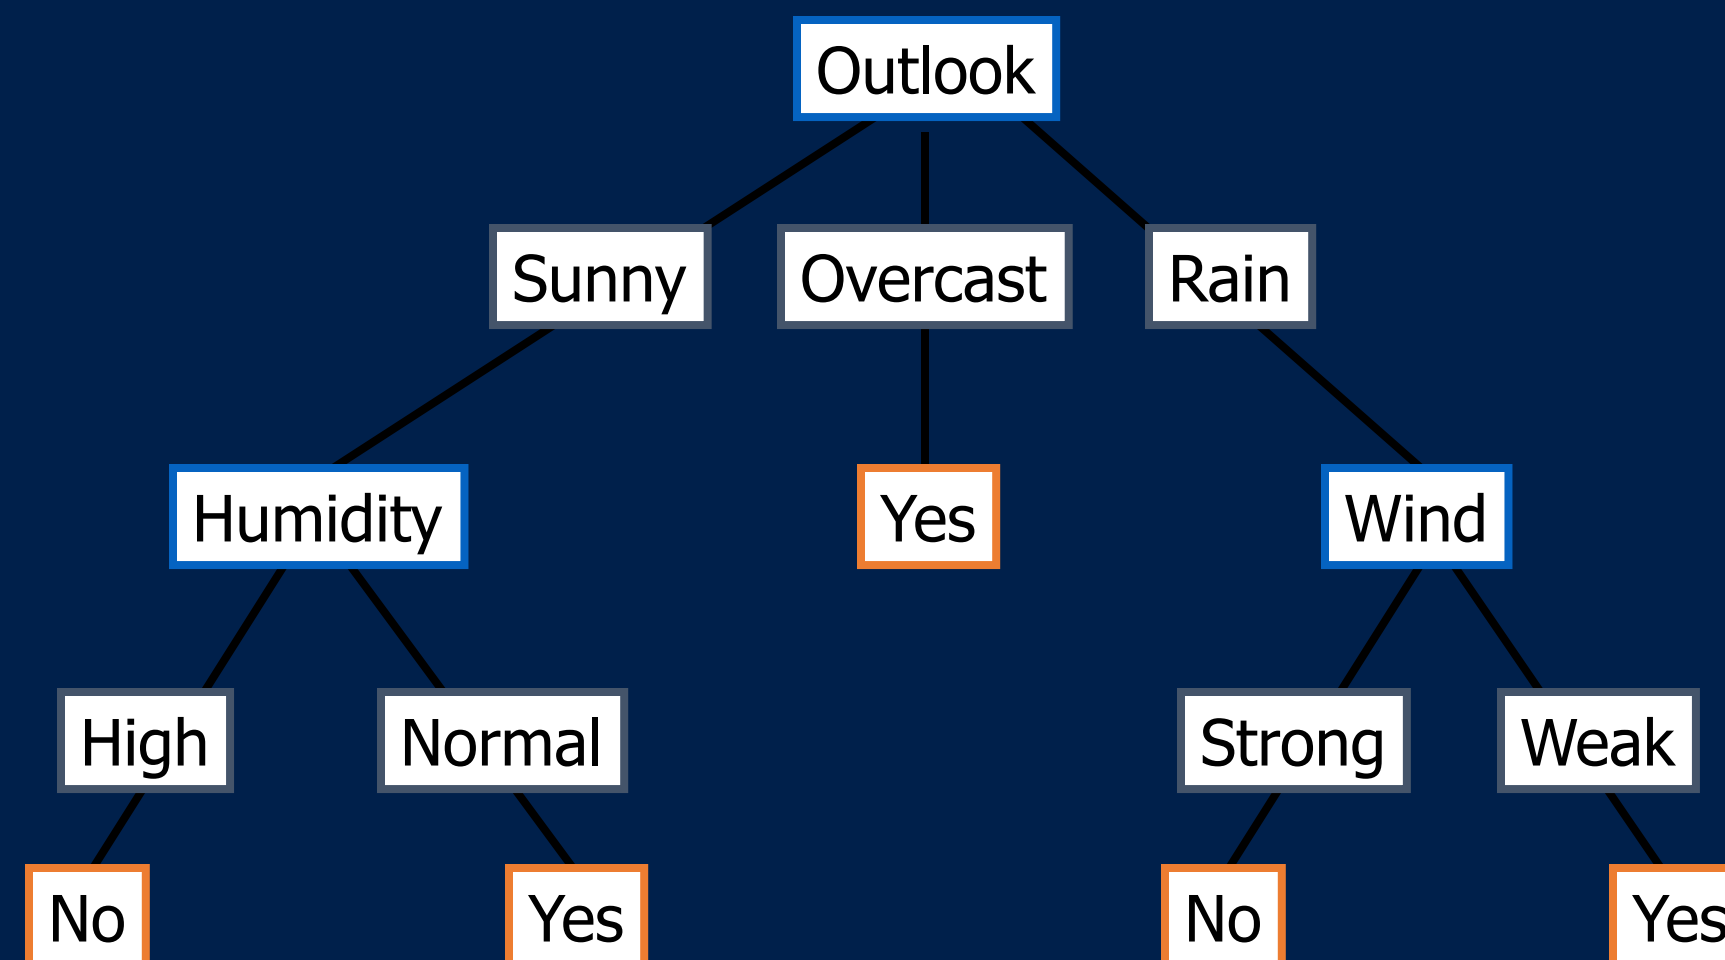 Outlook
Sunny Overcast Rain
Humidity Yes Wind
High Normal Strong Weak
No Yes No Yes